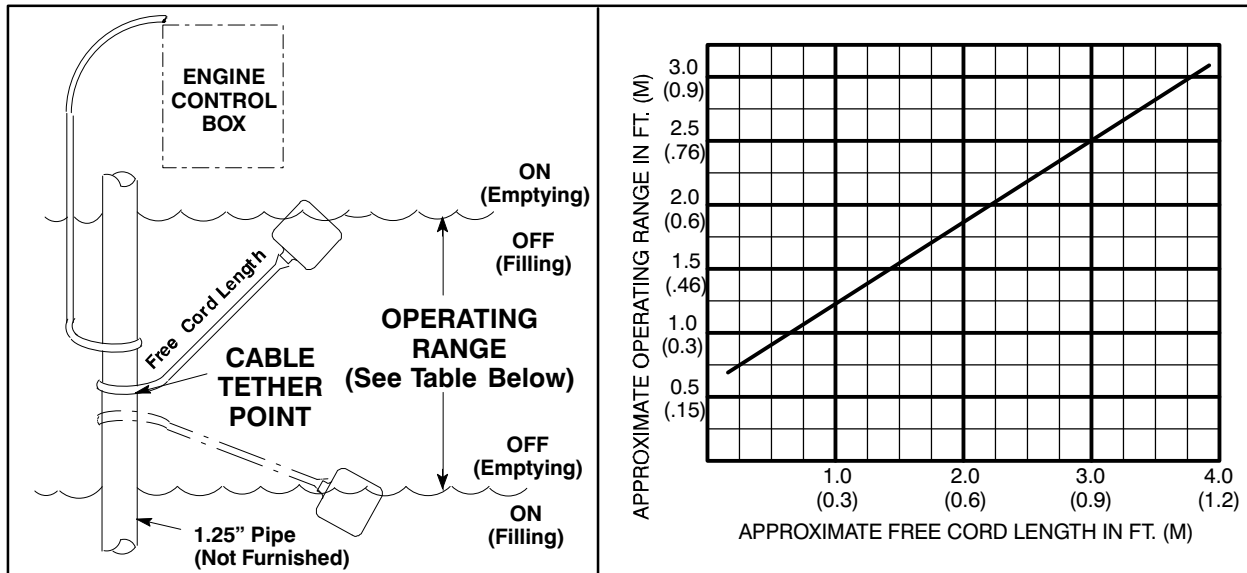 ENGINE
CONTROL
BOX
ON
(Emptying)
OFF
(Filling)
Free Cord Length
OPERATING
RANGE
(See Table Below)
CABLE
TETHER
POINT
OFF
(Emptying)
ON
(Filling)
1.25” Pipe
(Not Furnished)
APPROXIMATE OPERATING RANGE IN FT. (M)
3.0
(0.9)
2.5
(.76)
2.0
(0.6)
1.5
(.46)
1.0
(0.3)
0.5
(.15)
1.0 2.0 3.0 4.0
(0.3) (0.6) (0.9) (1.2)
APPROXIMATE FREE CORD LENGTH IN FT. (M)